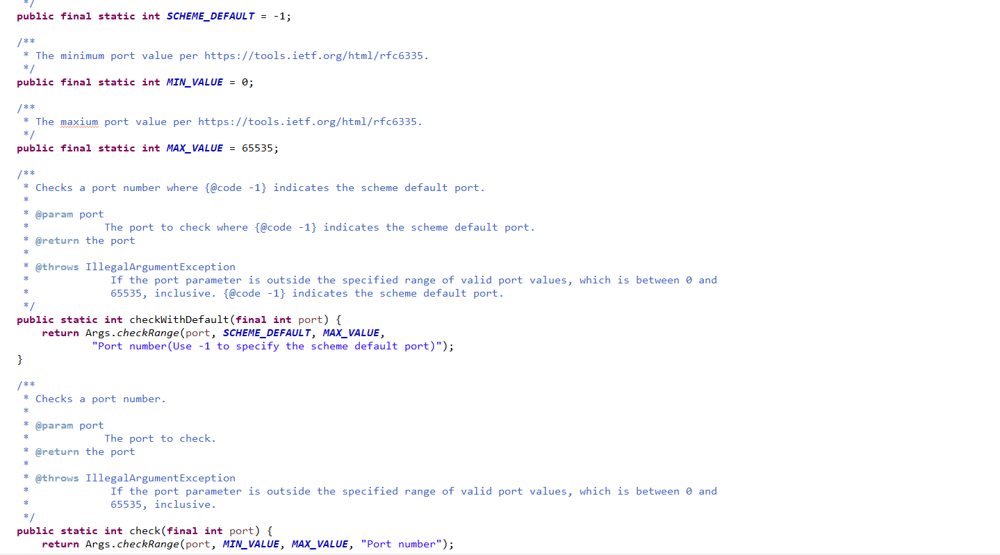 */
public final static int SCHEME_DEFAULT = -1;
/**
* The minimum port value per https://tools.ietf.org/html/rfc6335.
*/
public final static int MIN_VALUE = 0;
/**
* The maxium port value per https://tools.ietf.org/html/rfc6335.
*/
public final static int MAX_VALUE = 65535;
/**
* Checks a port number where {@code -1} indicates the scheme default port.
*
* @param port
* The port to check where {@code -1} indicates the scheme default port.
* @return the port
*
* @throws IllegalArgumentException
* If the port parameter is outside the specified range of valid port values, which is between 0 and
* 65535, inclusive. {@code -1} indicates the scheme default port.
*/
public static int checkWithDefault(final int port) {
return Args.checkRange(port, SCHEME_DEFAULT, MAX_VALUE,
"Port number(Use -1 to specify the scheme default port)");
}
/**
* Checks a port number.
*
* @param port
* The port to check.
* @return the port
*
* @throws IllegalArgumentException
* If the port parameter is outside the specified range of valid port values, which is between 0 and
* 65535, inclusive.
*/
public static int check(final int port) {
return Args.checkRange(port, MIN_VALUE, MAX_VALUE, "Port number");